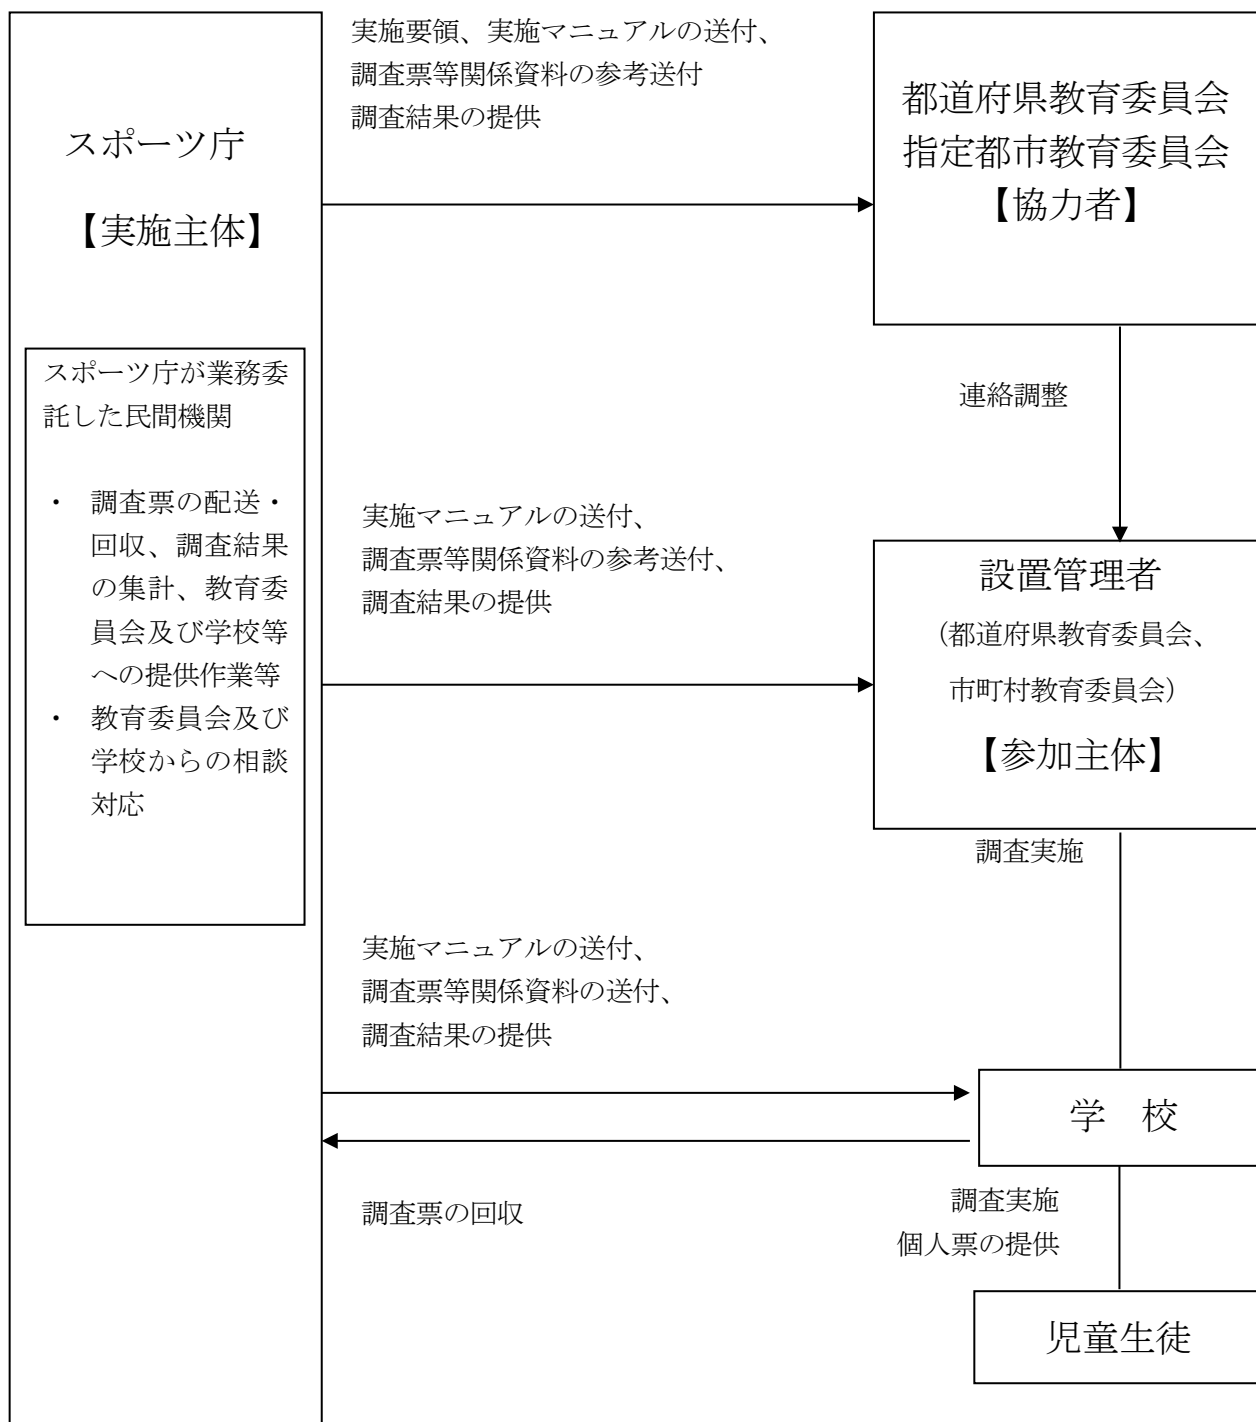 スポーツ庁
【実施主体】
スポーツ庁が業務委
託した民間機関
・ 調査票の配送・
回収、調査結果
の集計、教育委
員会及び学校等
への提供作業等
・ 教育委員会及び
学校からの相談
対応
実施要領、実施マニュアルの送付、
調査票等関係資料の参考送付
調査結果の提供
都道府県教育委員会
指定都市教育委員会
【協力者】
連絡調整
実施マニュアルの送付、
調査票等関係資料の参考送付、
調査結果の提供
設置管理者
（都道府県教育委員会、
市町村教育委員会）
【参加主体】
調査実施
実施マニュアルの送付、
調査票等関係資料の送付、
調査結果の提供
学　校
調査票の回収
調査実施
個人票の提供
児童生徒